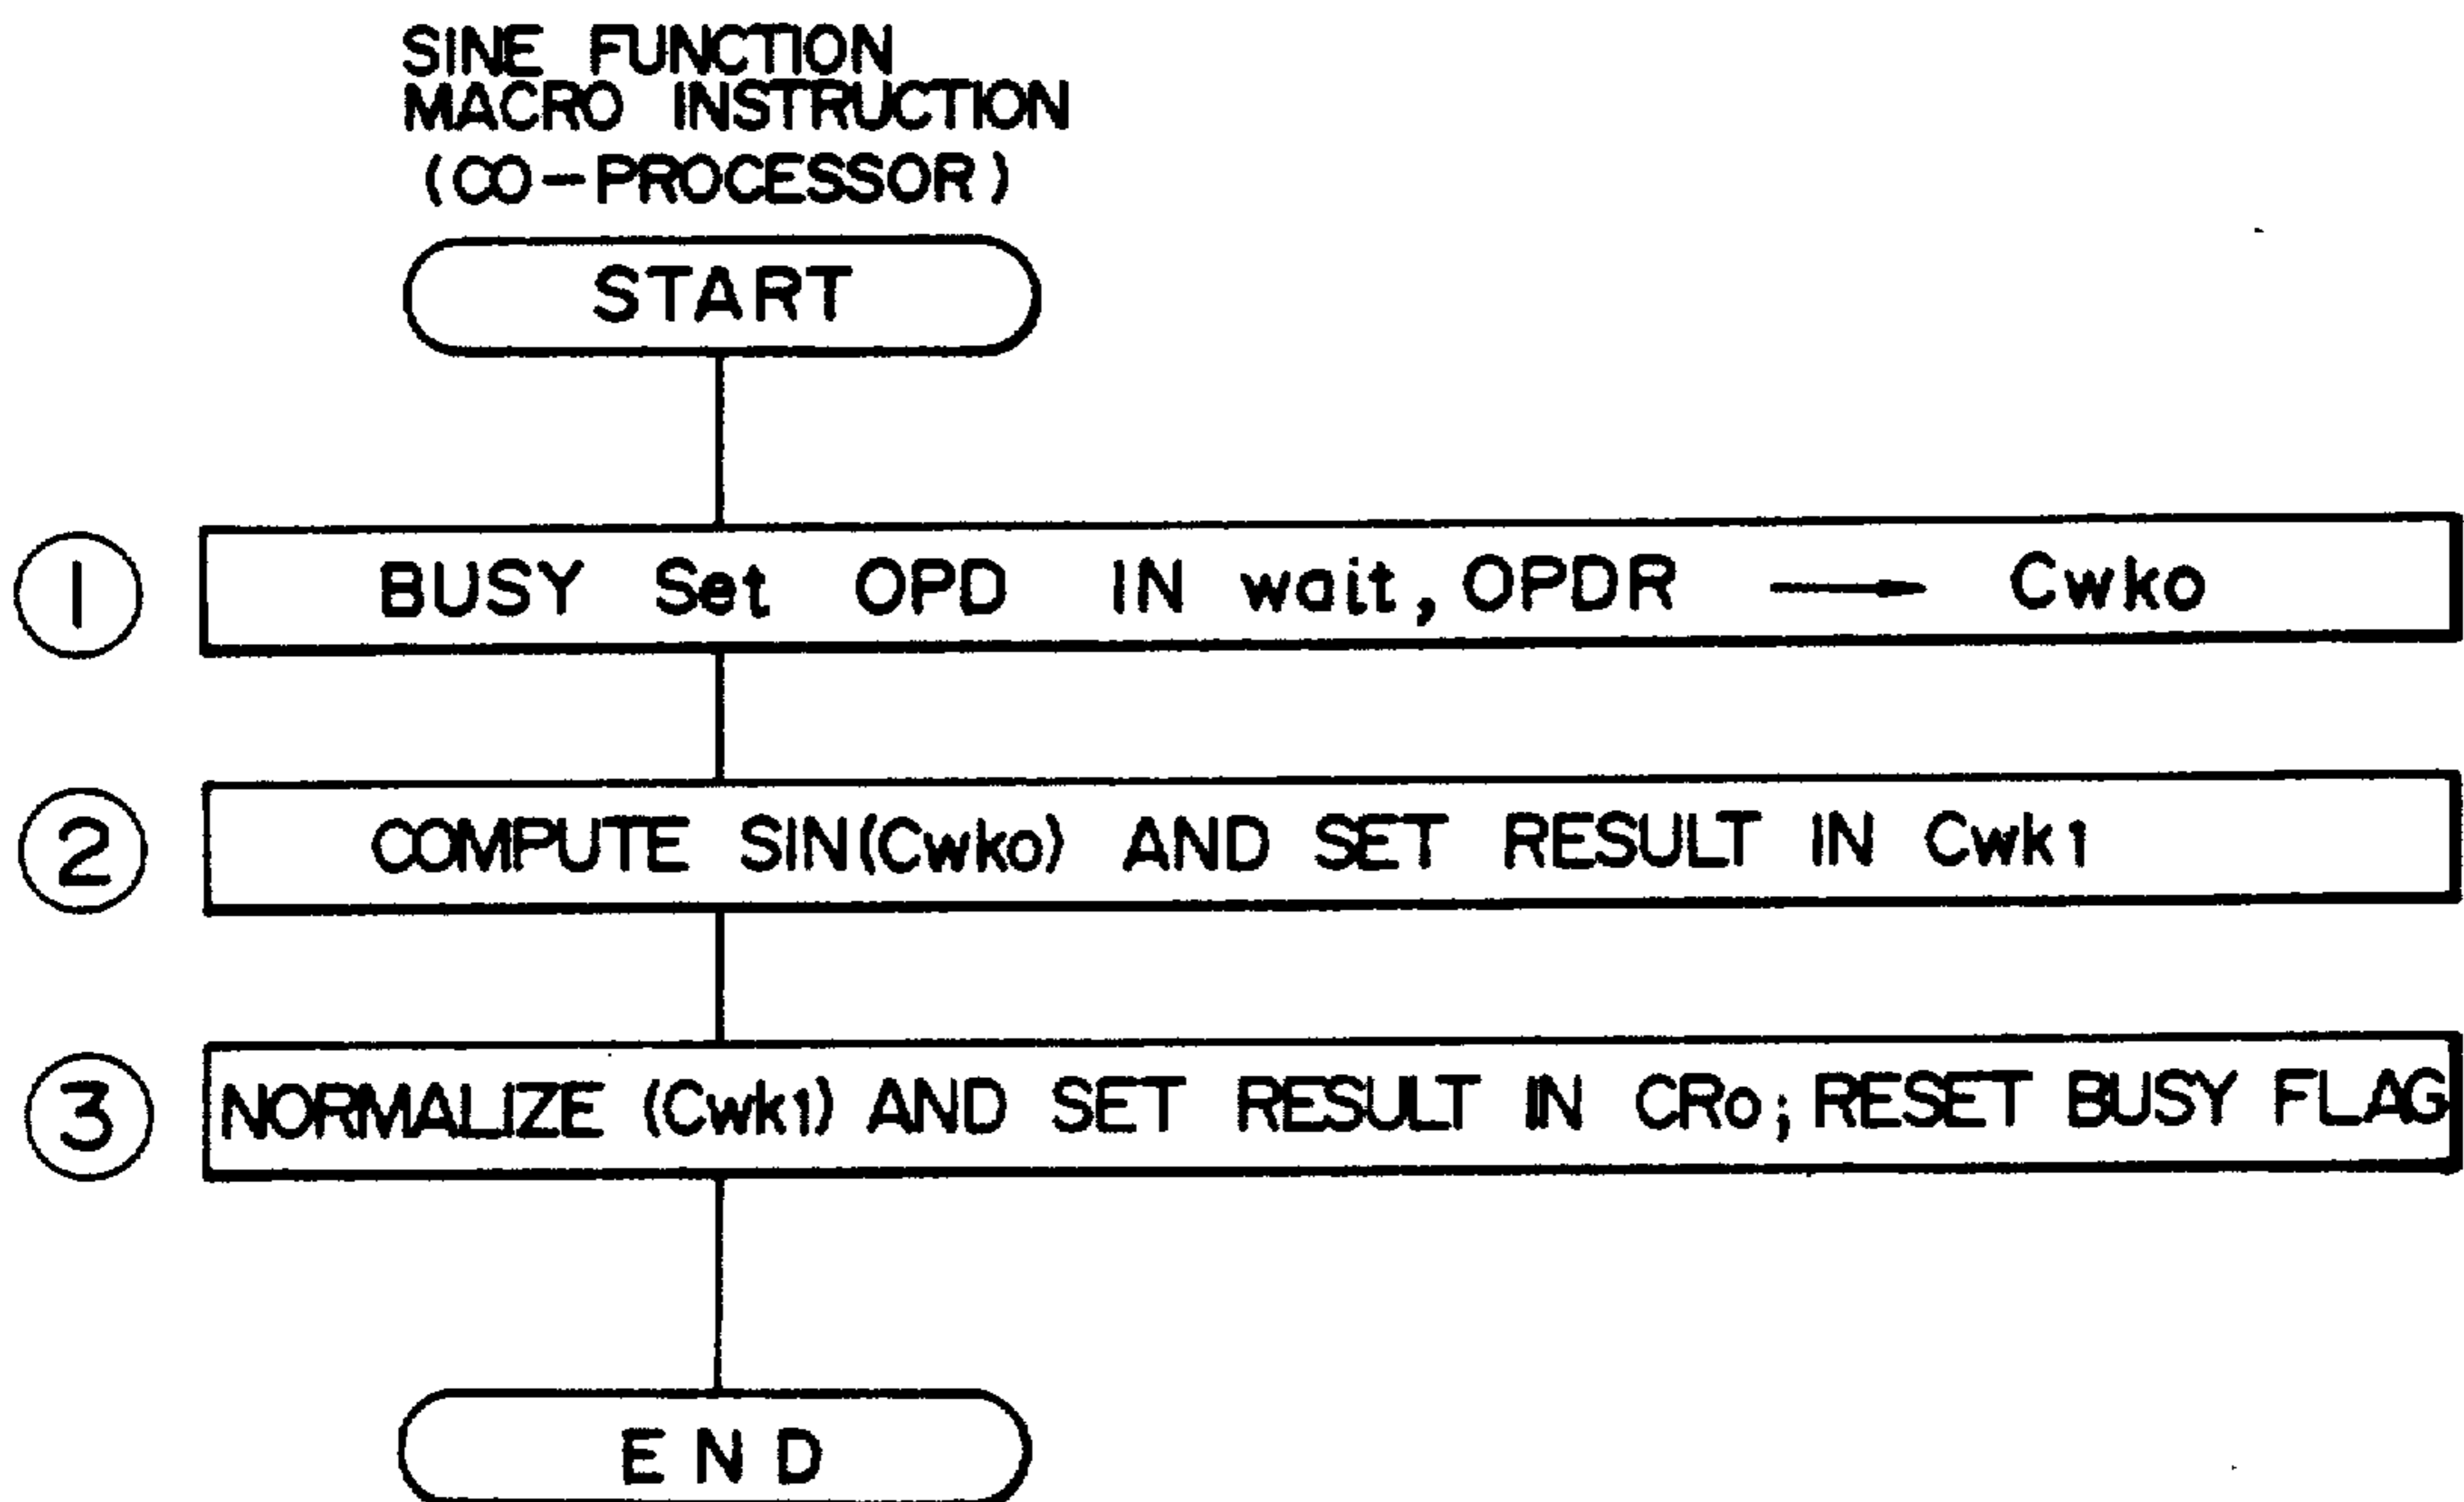 SINE FUNCTION
MACRO INSTRUCTION
(CO-PROCESSOR)
START
1
BUSY Set OPD IN wait, OPDR → Cwko
2
COMPUTE SIN(Cwko) AND SET RESULT IN Cwk1
3
NORMALIZE (Cwk1) AND SET RESULT IN CRo; RESET BUSY FLAG
END